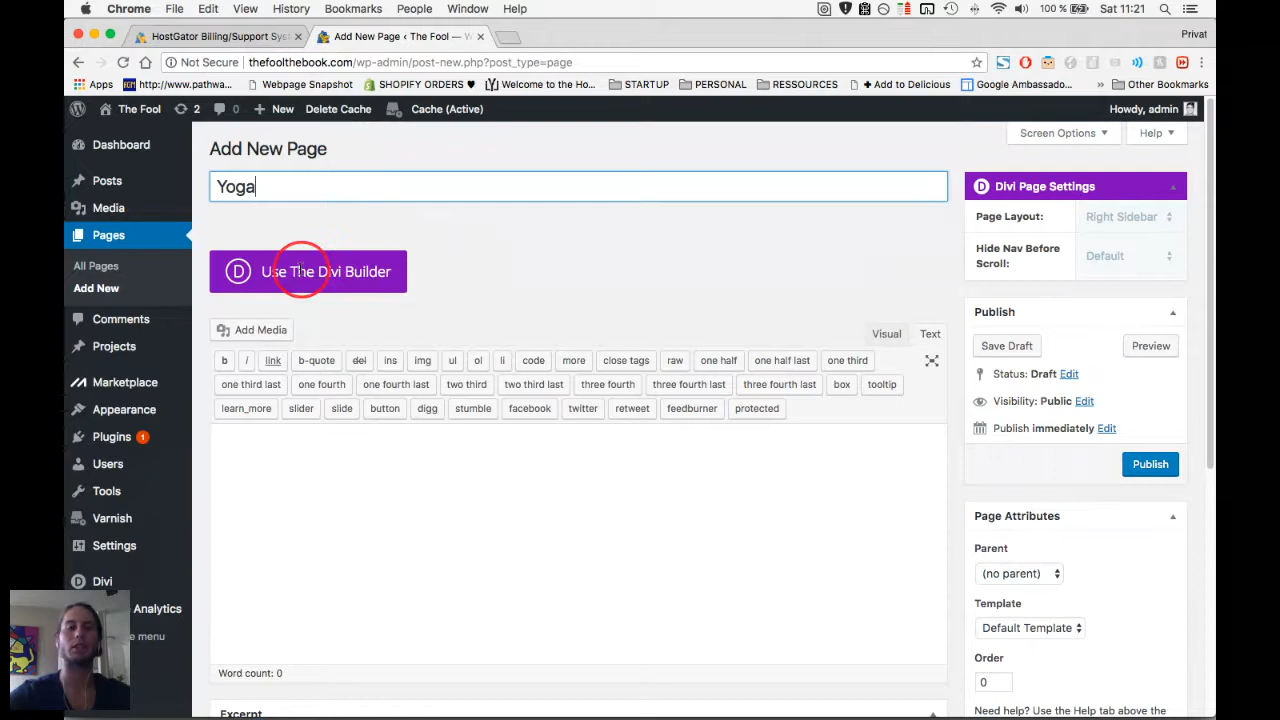 Chrome File Edit View History Bookmarks People Window Help 100 % Sat 11:21
HostGator Billing/Support Sys
Add New Page ‹ The Fool — W
Privat
Not Secure thefoolthebook.com/wp-admin/post-new.php?post_type=page
Apps http://www.pathwa... Webpage Snapshot SHOPIFY ORDERS ♥ Welcome to the Ho... STARTUP PERSONAL RESSOURCES + Add to Delicious Google Ambassado... » Other Bookmarks
The Fool 2 0 + New Delete Cache Cache (Active) Howdy, admin
Screen Options ▼ Help ▼
Dashboard
Posts
Media
Pages
All Pages
Add New
Comments
Projects
Marketplace
Appearance
Plugins 1
Users
Tools
Varnish
Settings
Divi
Analytics
e menu
Add New Page
Yoga
D Use The Divi Builder
Add Media
Visual Text
b i link b-quote del ins img ul ol li code more close tags raw one half one half last one third
one third last one fourth one fourth last two third two third last three fourth three fourth last three fourth last box tooltip
learn_more slider slide button digg stumble facebook twitter retweet feedburner protected
Word count: 0
Excerpt
D Divi Page Settings
Page Layout: Right Sidebar
Hide Nav Before Scroll: Default
Publish
Save Draft Preview
Status: Draft Edit
Visibility: Public Edit
Publish immediately Edit
Publish
Page Attributes
Parent
(no parent)
Template
Default Template
Order
0
Need help? Use the Help tab above the